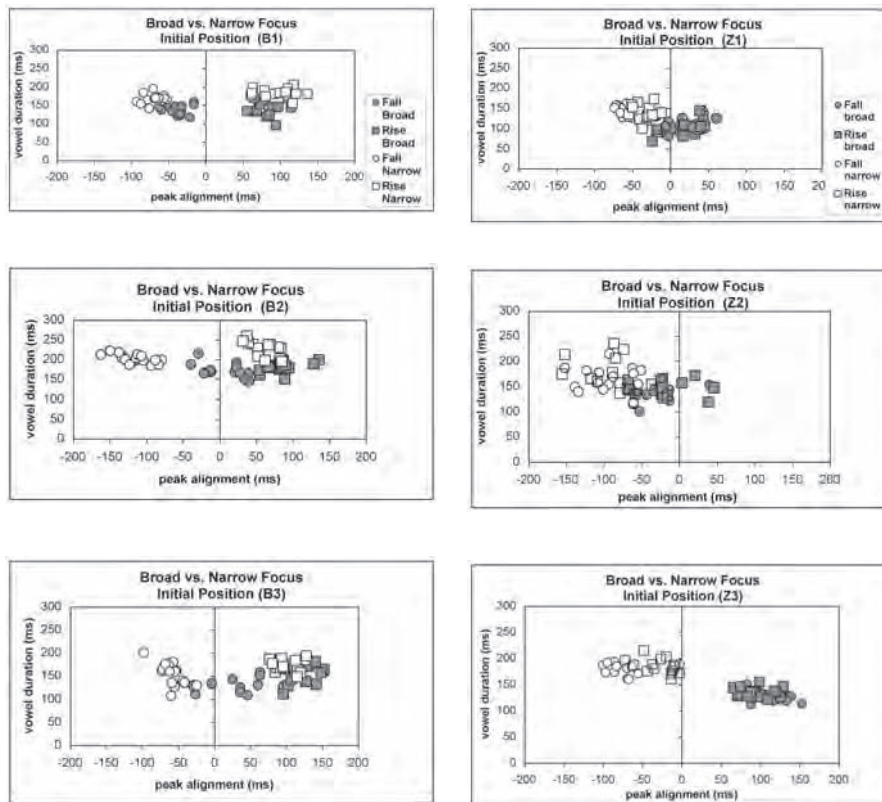 Broad vs. Narrow Focus
Initial Position (B1)
vowel duration (ms)
300
250
200
150
100
50
0
-200 -150 -100 -50 0 50 100 150 200
peak alignment (ms)
Fall
Broad
Rise
Broad
Fall
Narrow
Rise
Narrow
Broad vs. Narrow Focus
Initial Position (Z1)
vowel duration (ms)
300
250
200
150
100
50
0
-200 -150 -100 -50 0 50 100 150 20
peak alignment (ms)
Fall
broad
Rise
broad
Fall
narrow
Rise
narrow
Broad vs. Narrow Focus
Initial Position (B2)
vowel duration (ms)
300
250
200
150
100
50
0
-200 -150 -100 -50 0 50 100 150 200
peak alignment (ms)
Broad vs. Narrow Focus
Initial Position (Z2)
vowel duration (ms)
300
250
200
150
100
50
0
-200 -150 -100 -50 0 50 100 150 200
peak alignment (ms)
Broad vs. Narrow Focus
Initial Position (B3)
vowel duration (ms)
300
250
200
150
100
50
0
-200 -150 -100 -50 0 50 100 150 200
peak alignment (ms)
Broad vs. Narrow Focus
Initial Position (Z3)
vowel duration (ms)
300
250
200
150
100
50
0
-200 -150 -100 -50 0 50 100 150 200
peak alignment (ms)